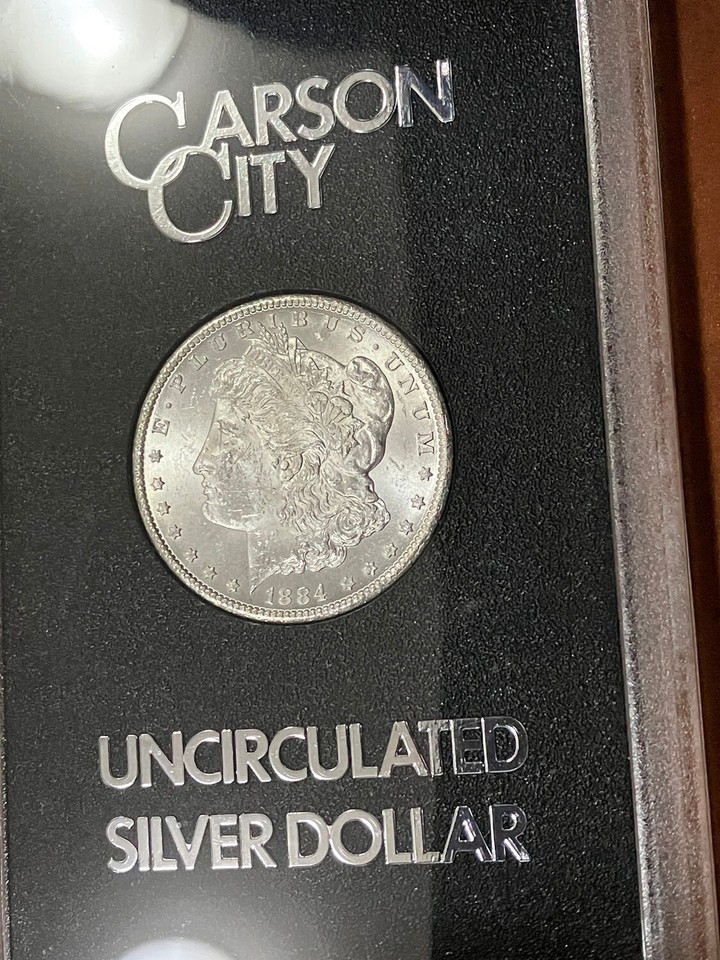 CARSON
CITY
E·PLURIBUS·UNUM
1884
UNCIRCULATED
SILVER DOLLAR